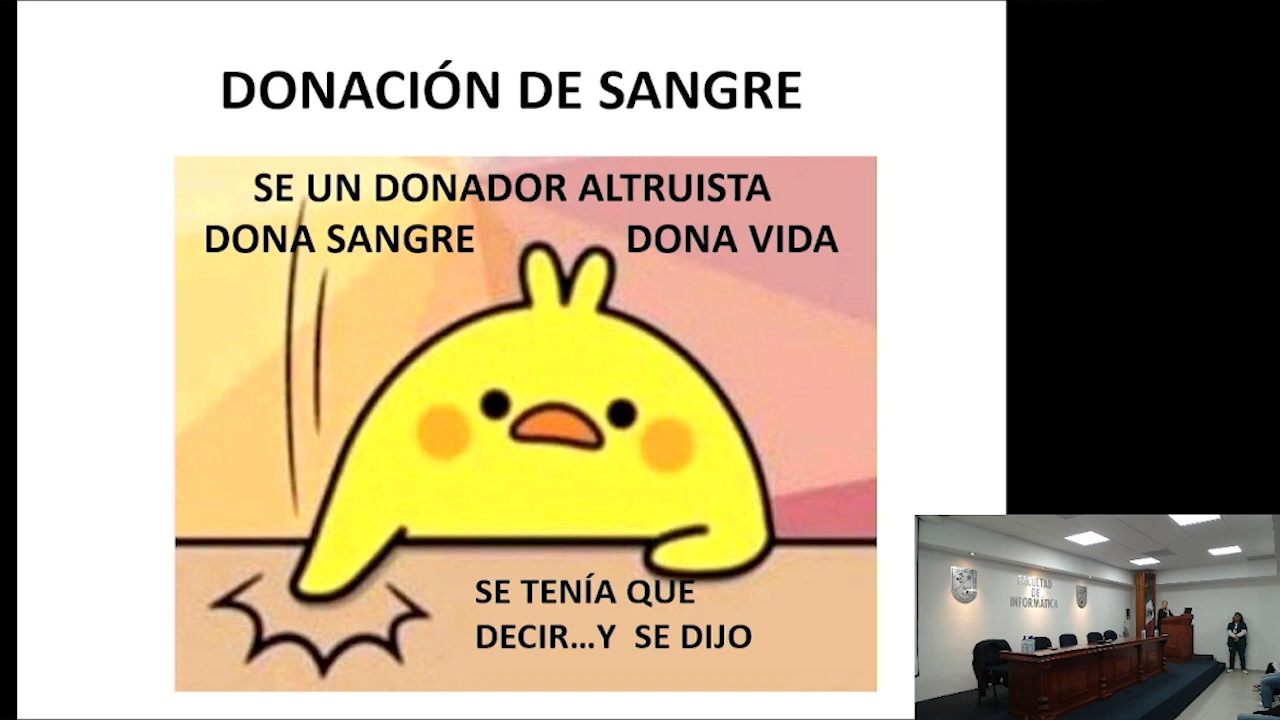 DONACIÓN DE SANGRE
SE UN DONADOR ALTRUISTA
DONA SANGRE DONA VIDA
SE TENÍA QUE
DECIR...Y SE DIJO
FACULTAD
DE
INFORMÁTICA